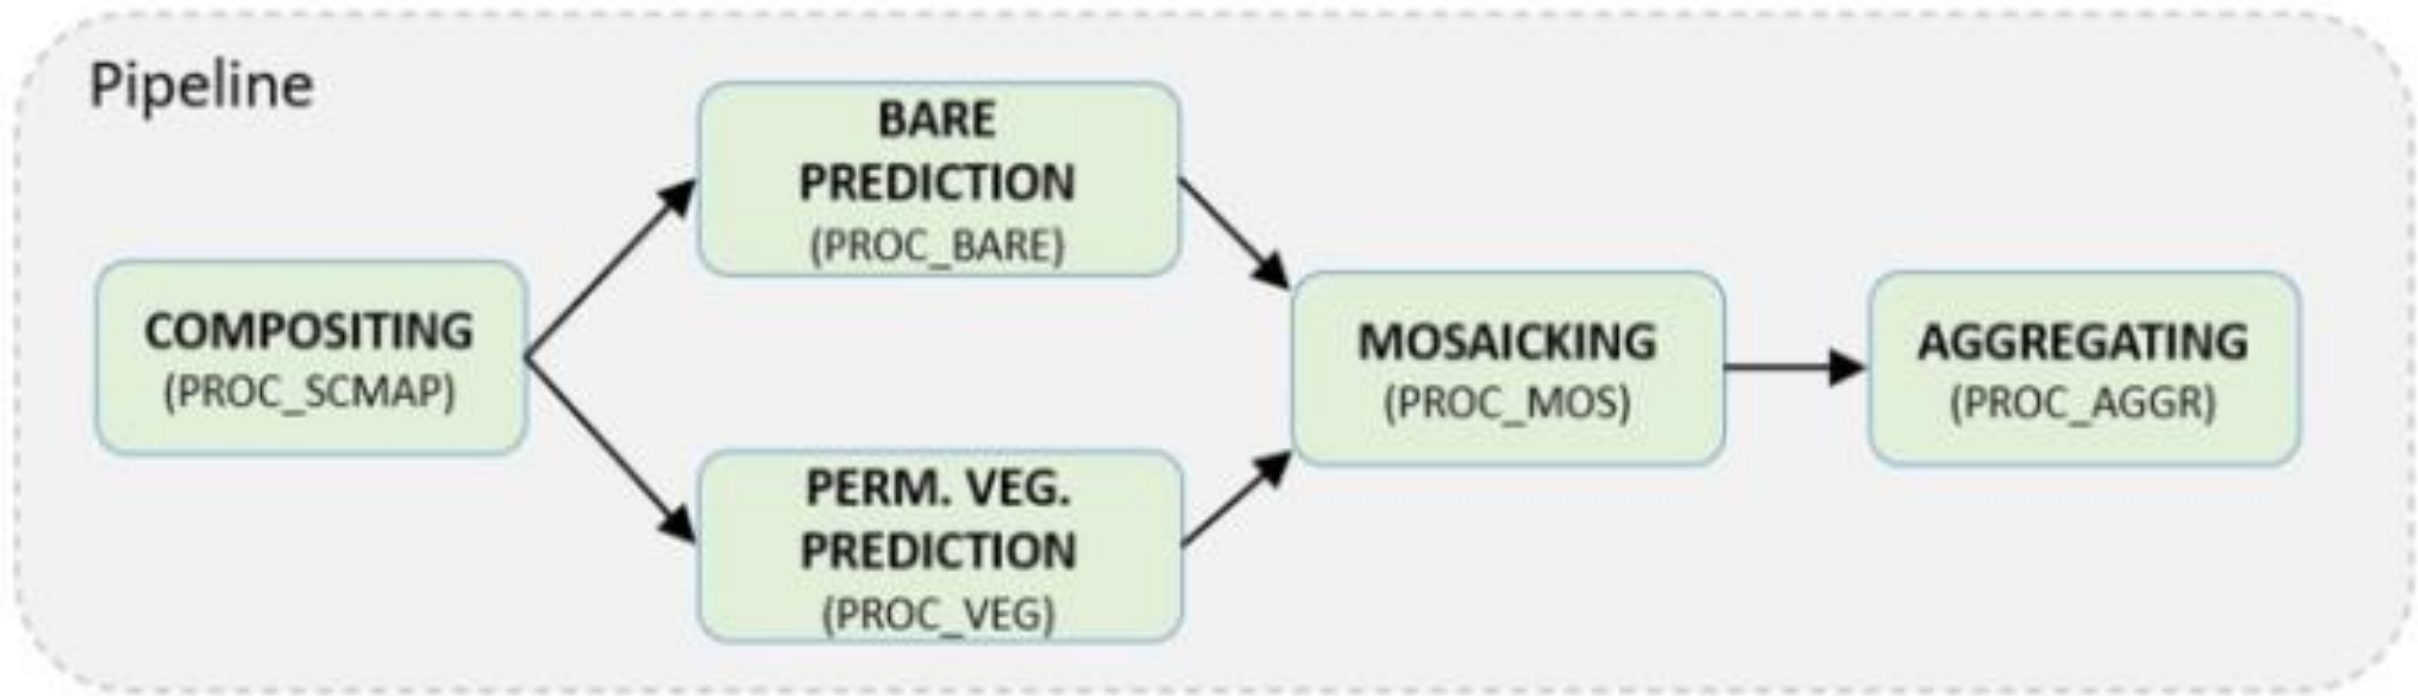 Pipeline
COMPOSITING
(PROC_SCMAP)
BARE
PREDICTION
(PROC_BARE)
PERM. VEG.
PREDICTION
(PROC_VEG)
MOSAICKING
(PROC_MOS)
AGGREGATING
(PROC_AGGR)